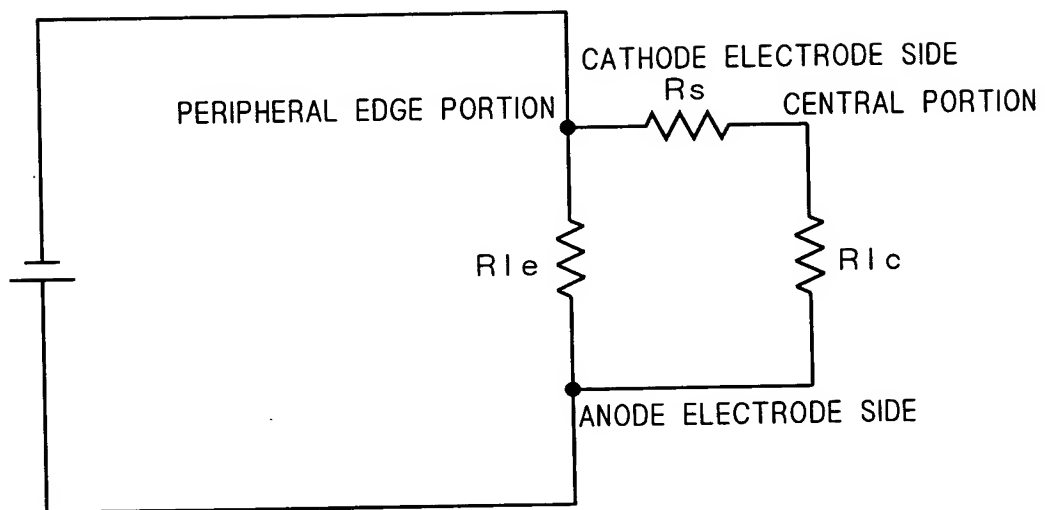 CATHODE ELECTRODE SIDE
Rs
CENTRAL PORTION
PERIPHERAL EDGE PORTION
Rle
Rlc
ANODE ELECTRODE SIDE